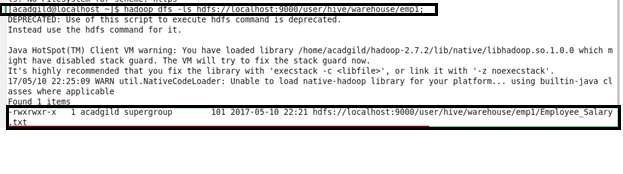 ls: No FileSystem for scheme: https
[acadgild@localhost ~]$ hadoop dfs -ls hdfs://localhost:9000/user/hive/warehouse/emp1;
DEPRECATED: Use of this script to execute hdfs command is deprecated.
Instead use the hdfs command for it.
Java HotSpot(TM) Client VM warning: You have loaded library /home/acadgild/hadoop-2.7.2/lib/native/libhadoop.so.1.0.0 which m
ight have disabled stack guard. The VM will try to fix the stack guard now.
It's highly recommended that you fix the library with 'execstack -c <libfile>', or link it with '-z noexecstack'.
17/05/10 22:25:09 WARN util.NativeCodeLoader: Unable to load native-hadoop library for your platform... using builtin-java cl
asses where applicable
Found 1 items
-rwxrwxr-x   1 acadgild supergroup        101 2017-05-10 22:21 hdfs://localhost:9000/user/hive/warehouse/emp1/Employee_Salary
.txt